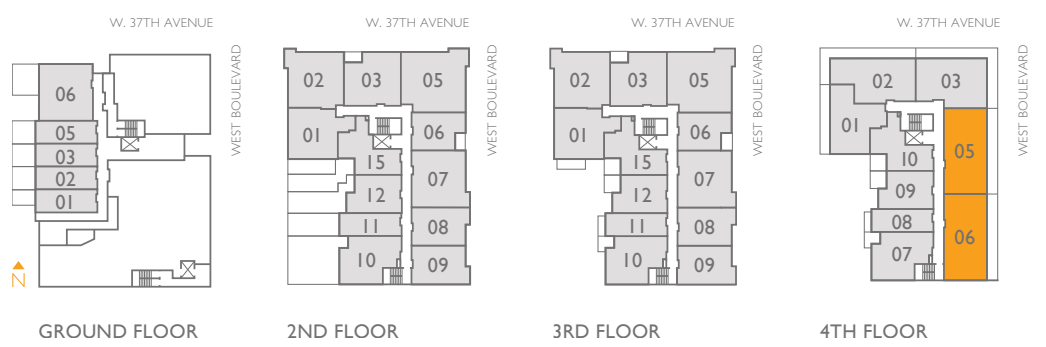 W. 37TH AVENUE
WEST BOULEVARD
06
05
03
02
01
N
GROUND FLOOR
W. 37TH AVENUE
WEST BOULEVARD
02
03
05
01
06
15
07
12
11
08
10
09
2ND FLOOR
W. 37TH AVENUE
WEST BOULEVARD
02
03
05
01
06
15
07
12
11
08
10
09
3RD FLOOR
W. 37TH AVENUE
WEST BOULEVARD
02
03
01
05
10
09
08
06
07
4TH FLOOR